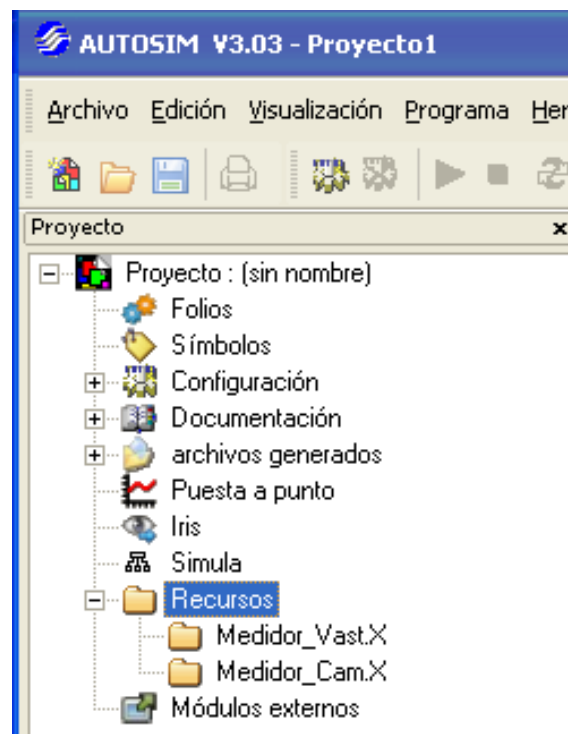 AUTOSIM V3.03 - Proyecto1
Archivo Edición Visualización Programa Her
Proyecto
Proyecto : (sin nombre)
Folios
Símbolos
Configuración
Documentación
archivos generados
Puesta a punto
Iris
Simula
Recursos
Medidor_Vast.X
Medidor_Cam.X
Módulos externos